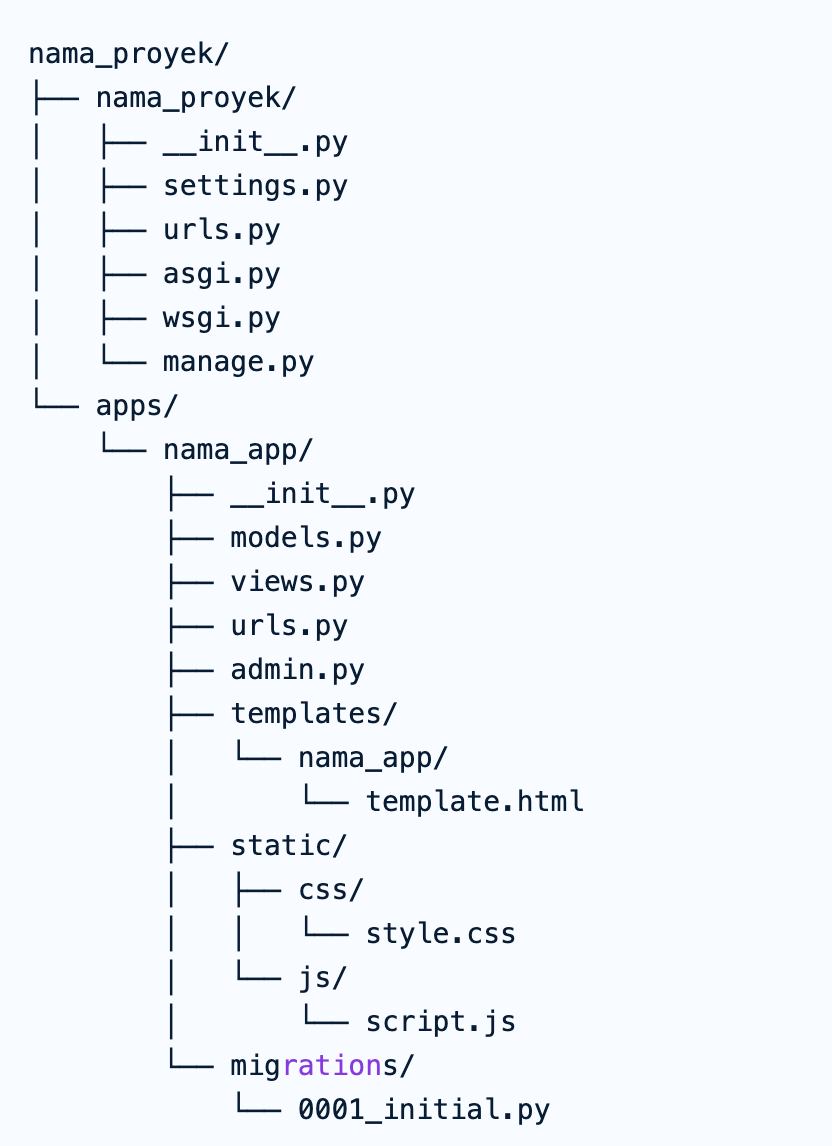 nama_proyek/
├── nama_proyek/
│   ├── __init__.py
│   ├── settings.py
│   ├── urls.py
│   ├── asgi.py
│   ├── wsgi.py
│   └── manage.py
└── apps/
    └── nama_app/
        ├── __init__.py
        ├── models.py
        ├── views.py
        ├── urls.py
        ├── admin.py
        ├── templates/
        │   └── nama_app/
        │       └── template.html
        ├── static/
        │   ├── css/
        │   │   └── style.css
        │   └── js/
        │       └── script.js
        └── migrations/
            └── 0001_initial.py